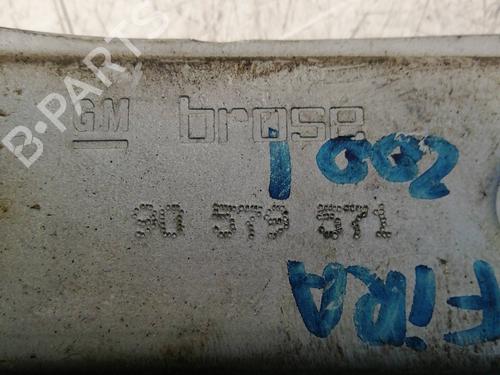 B-PARTS
GM brose
2001
90 579 571
FIRA